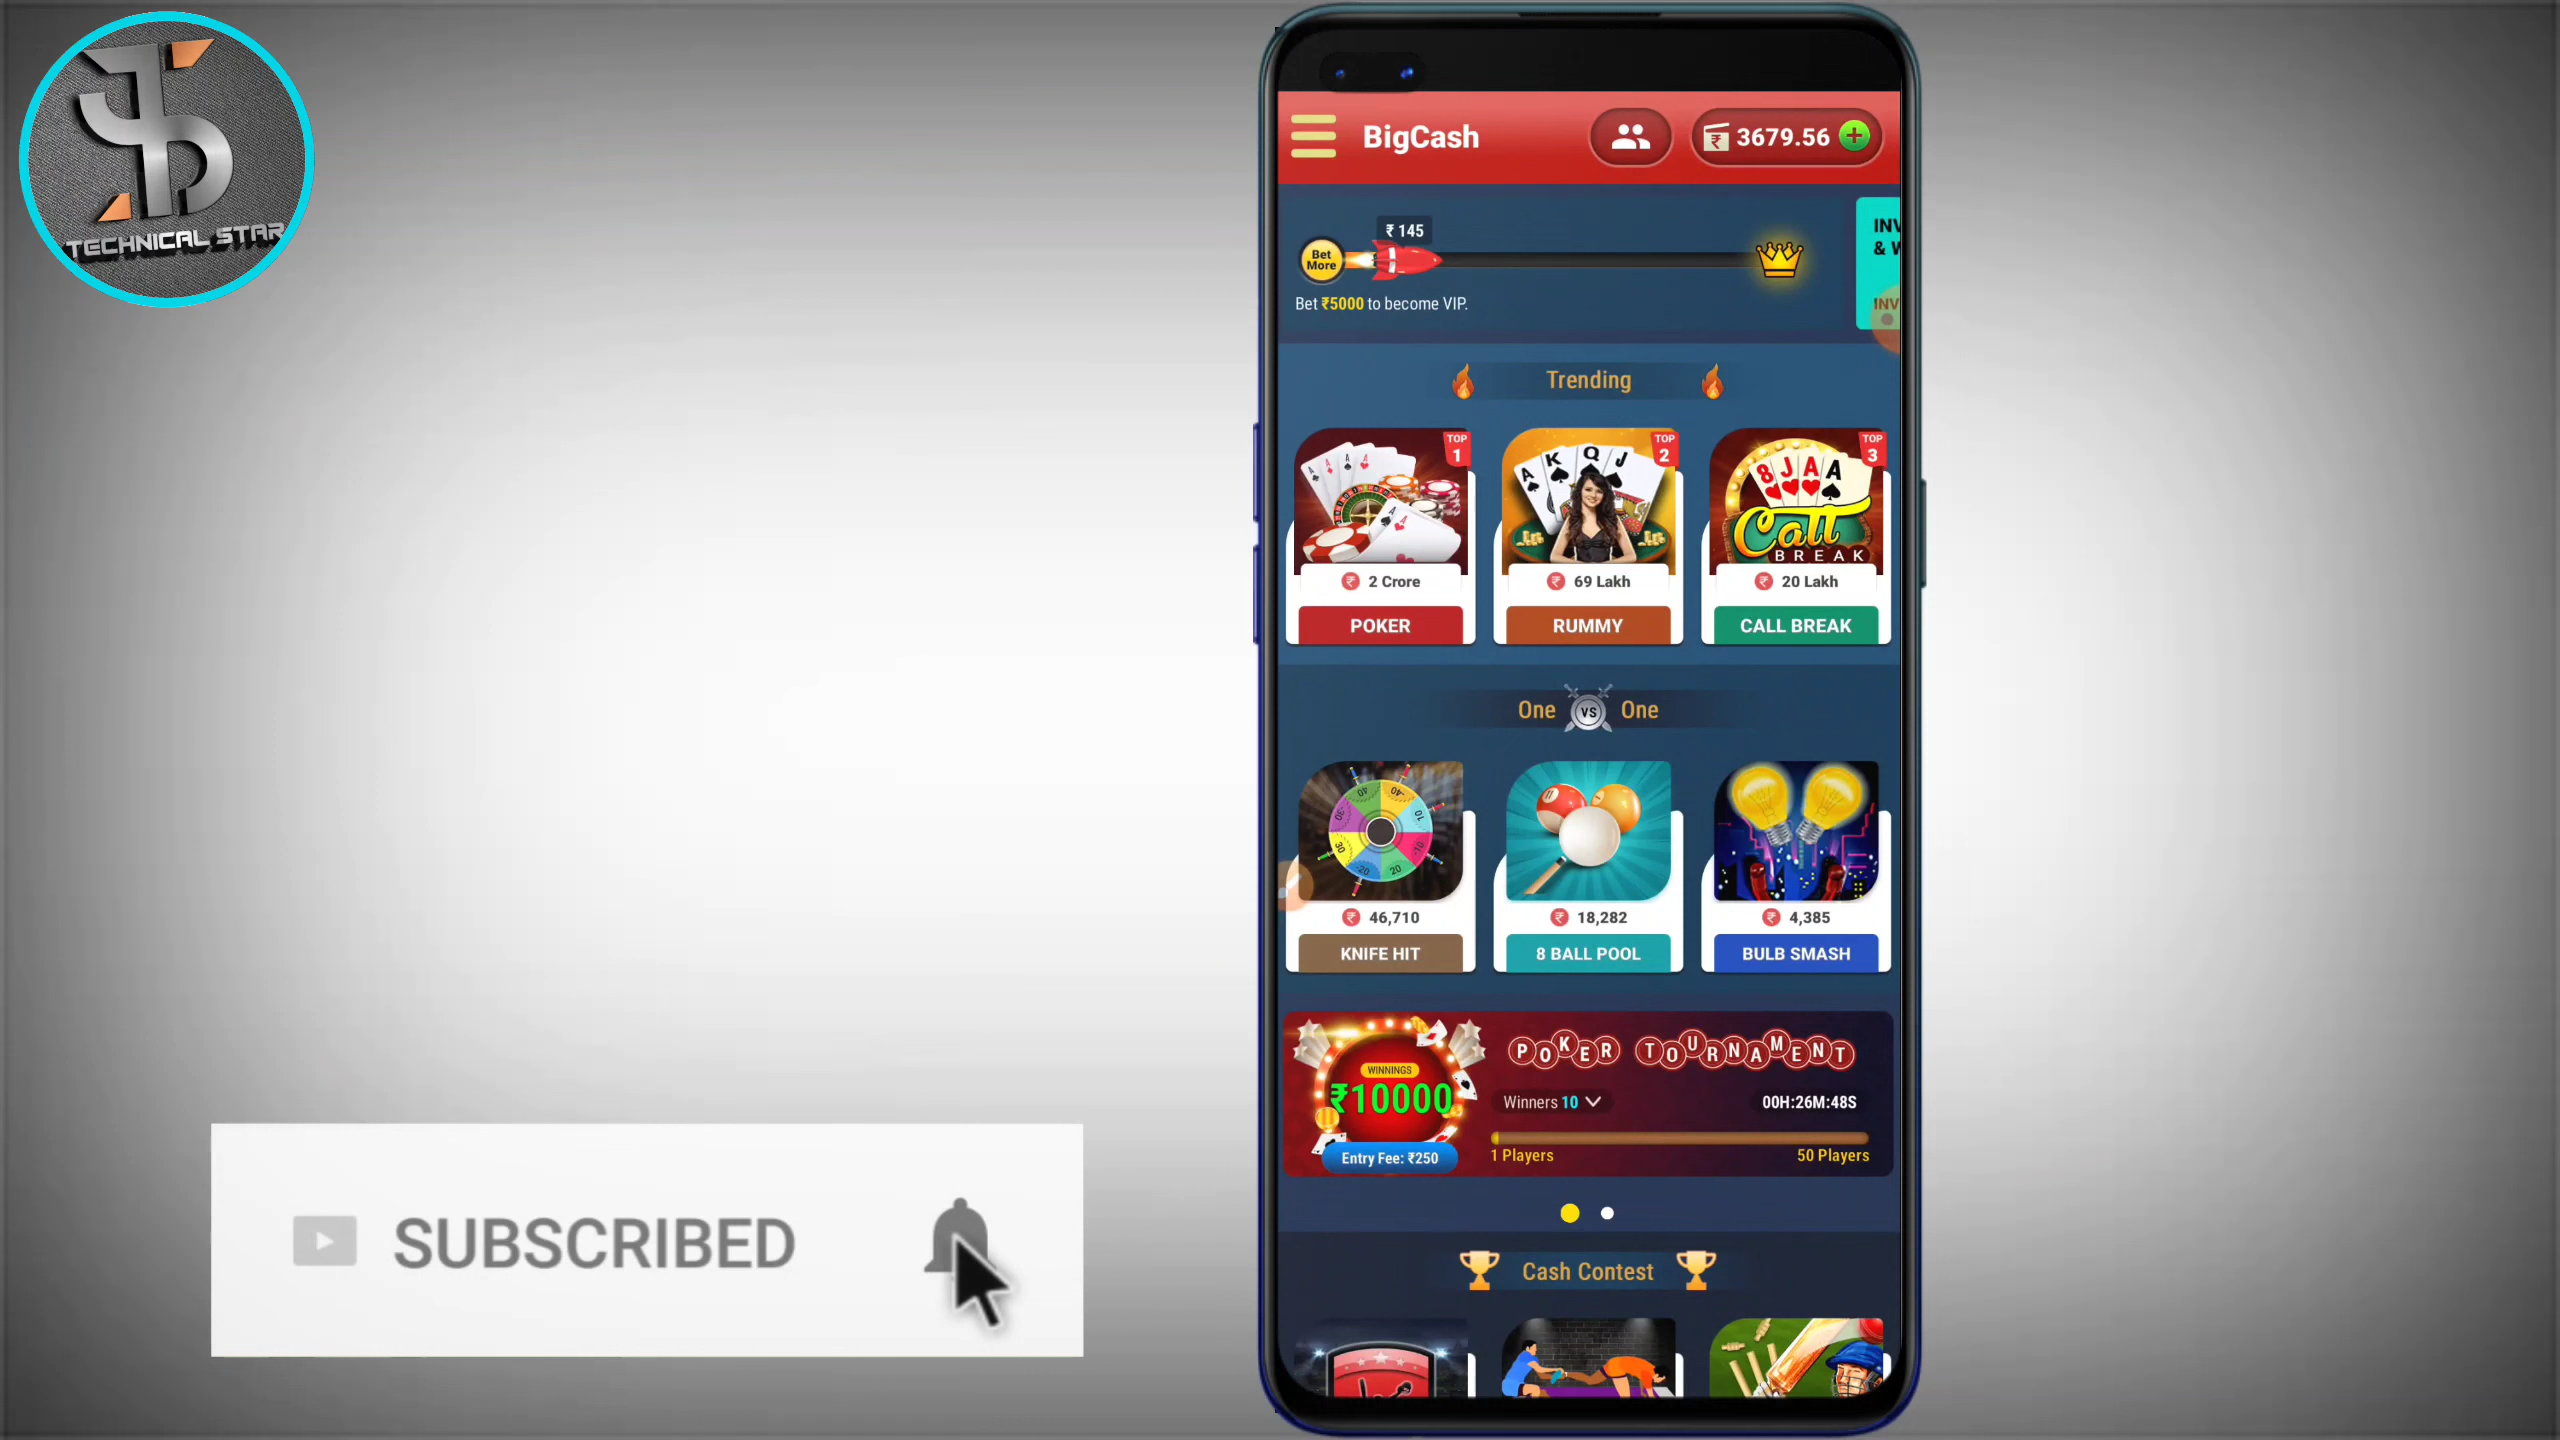 TECHNICAL STAR
BigCash
3679.56
₹ 145
Bet
More
Bet ₹5000 to become VIP.
INV
& W
INV
Trending
TOP
1
TOP
2
TOP
3
A K Q J
8 J A A
Call
BREAK
2 Crore
69 Lakh
20 Lakh
POKER
RUMMY
CALL BREAK
One VS One
46,710
18,282
4,385
KNIFE HIT
8 BALL POOL
BULB SMASH
WINNINGS
₹10000
Entry Fee: ₹250
POKER TOURNAMENT
Winners 10
00H:26M:48S
1 Players
50 Players
Cash Contest
SUBSCRIBED